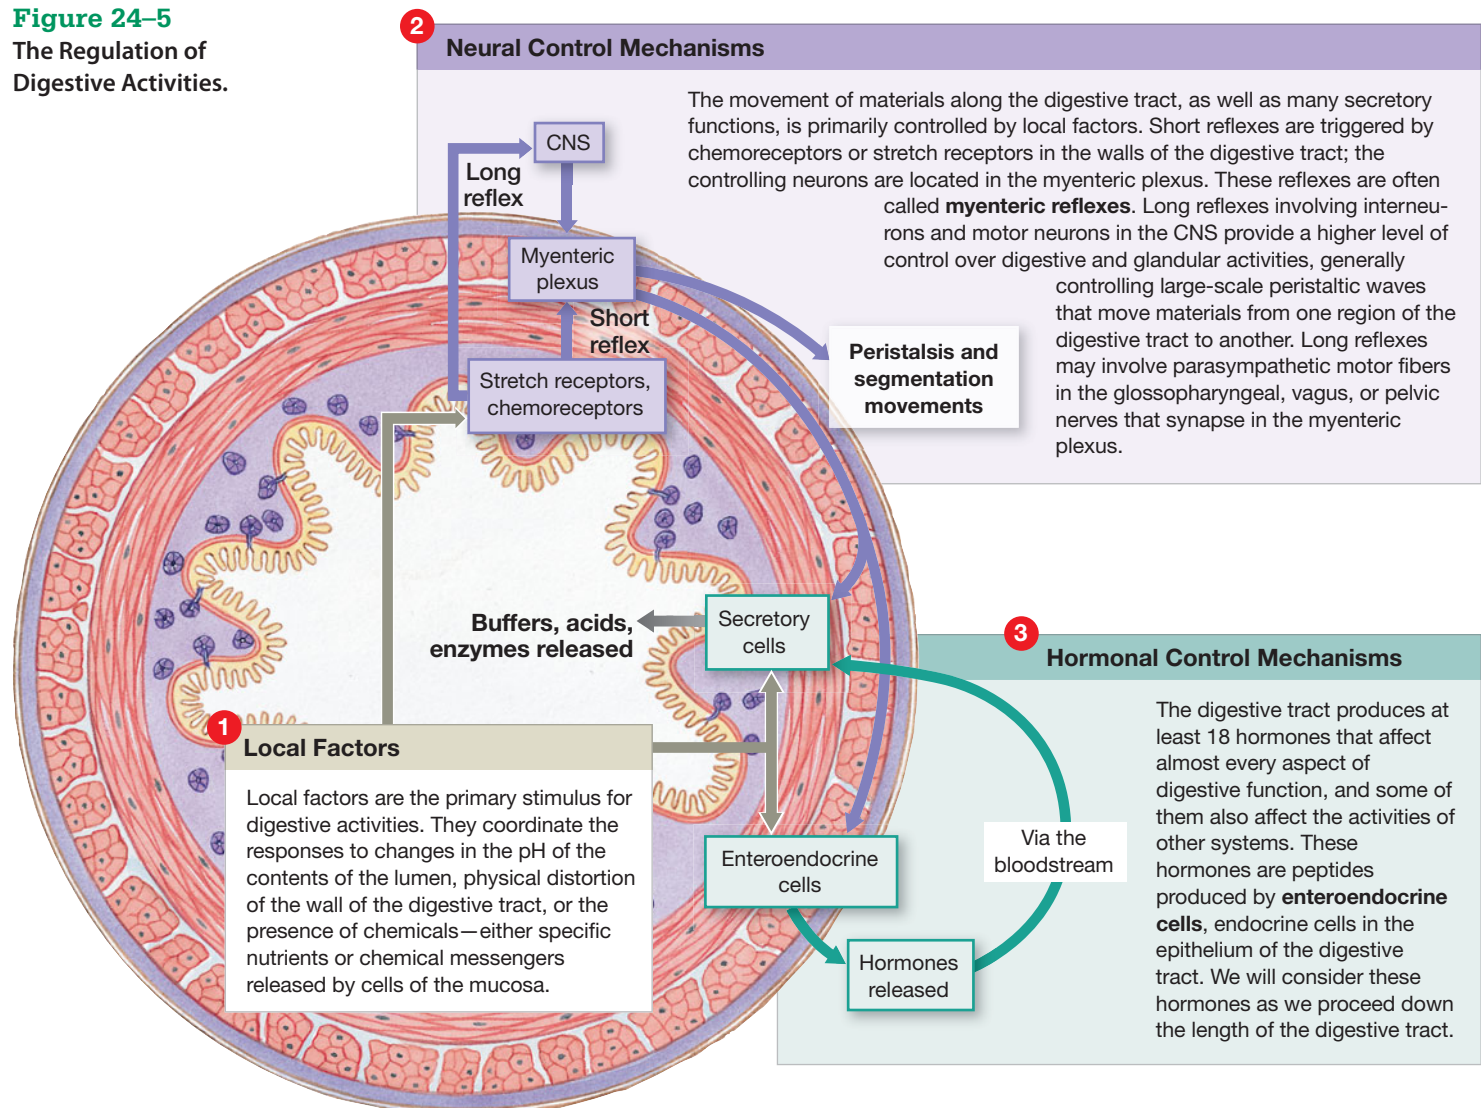 Figure 24–5
The Regulation of
Digestive Activities.
2
Neural Control Mechanisms
The movement of materials along the digestive tract, as well as many secretory
functions, is primarily controlled by local factors. Short reflexes are triggered by
chemoreceptors or stretch receptors in the walls of the digestive tract; the
controlling neurons are located in the myenteric plexus. These reflexes are often
called myenteric reflexes. Long reflexes involving interneu-
rons and motor neurons in the CNS provide a higher level of
control over digestive and glandular activities, generally
controlling large-scale peristaltic waves
that move materials from one region of the
digestive tract to another. Long reflexes
may involve parasympathetic motor fibers
in the glossopharyngeal, vagus, or pelvic
nerves that synapse in the myenteric
plexus.
CNS
Long
reflex
Myenteric
plexus
Short
reflex
Stretch receptors,
chemoreceptors
Peristalsis and
segmentation
movements
Buffers, acids,
enzymes released
Secretory
cells
1
Local Factors
Local factors are the primary stimulus for
digestive activities. They coordinate the
responses to changes in the pH of the
contents of the lumen, physical distortion
of the wall of the digestive tract, or the
presence of chemicals—either specific
nutrients or chemical messengers
released by cells of the mucosa.
Enteroendocrine
cells
Hormones
released
Via the
bloodstream
3
Hormonal Control Mechanisms
The digestive tract produces at
least 18 hormones that affect
almost every aspect of
digestive function, and some of
them also affect the activities of
other systems. These
hormones are peptides
produced by enteroendocrine
cells, endocrine cells in the
epithelium of the digestive
tract. We will consider these
hormones as we proceed down
the length of the digestive tract.